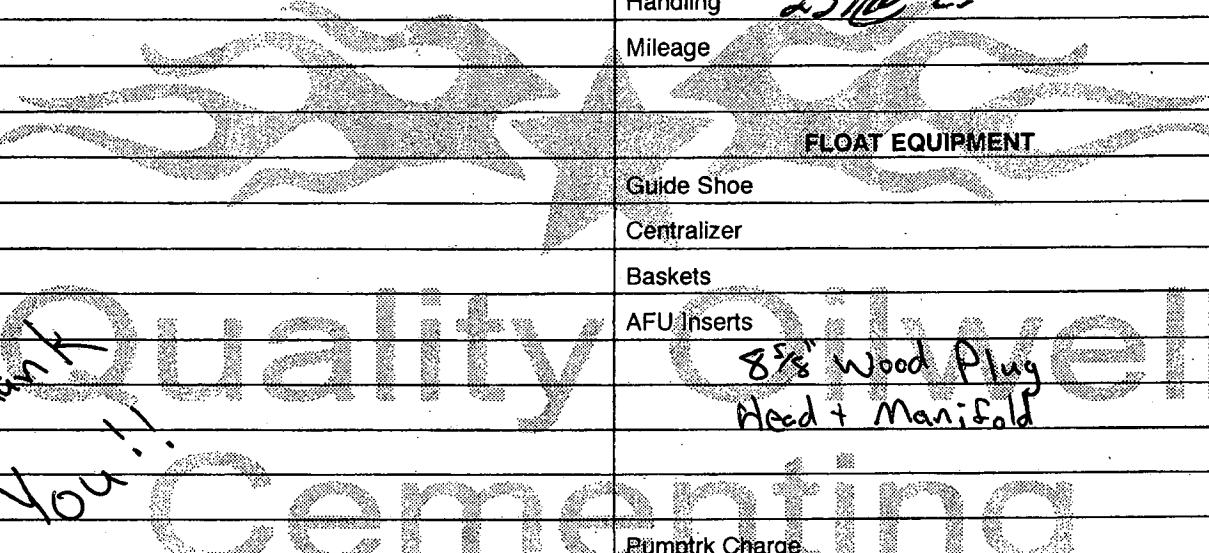 Handling
Mileage
FLOAT EQUIPMENT
Guide Shoe
Centralizer
Baskets
AFU Inserts
8 5/8" Wood Plug
Head + Manifold
You!!
Pumptrk Charge
Quality Oilwell
Cementing